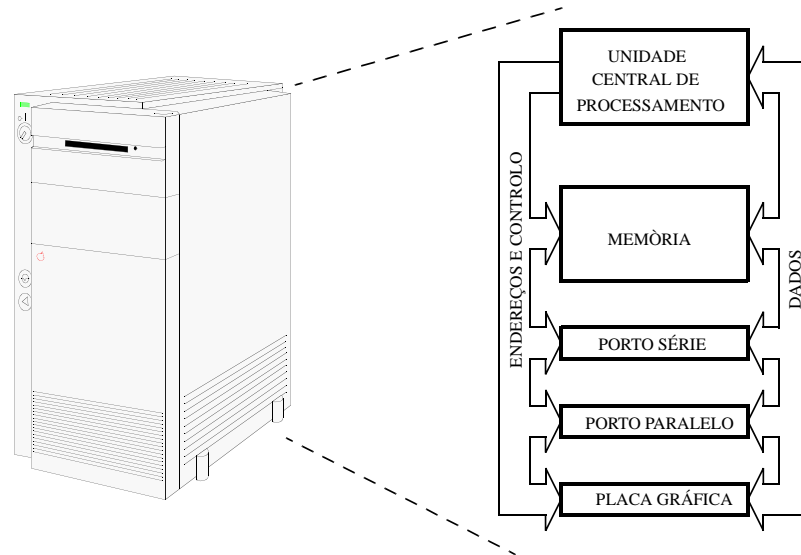 UNIDADE
CENTRAL DE
PROCESSAMENTO
ENDEREÇOS E CONTROLO
MEMÒRIA
DADOS
PORTO SÉRIE
PORTO PARALELO
PLACA GRÁFICA